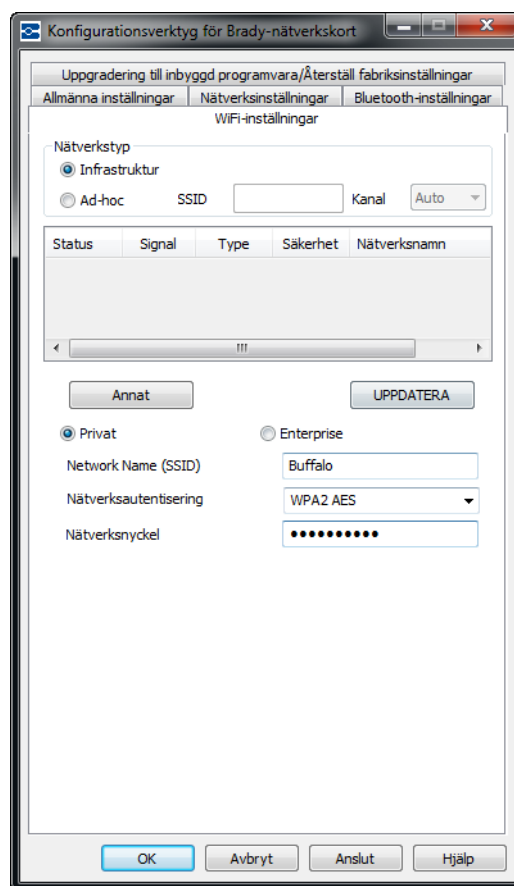 Konfigurationsverktyg för Brady-nätverkskort
Uppgradering till inbyggd programvara/Återställ fabriksinställningar
Allmänna inställningar Nätverksinställningar Bluetooth-inställningar
WiFi-inställningar
Nätverkstyp
Infrastruktur
Ad-hoc SSID Kanal Auto
Status Signal Type Säkerhet Nätverksnamn
Annat UPPDATERA
Privat Enterprise
Network Name (SSID) Buffalo
Nätverksautentisering WPA2 AES
Nätverksnyckel ●●●●●●●●●●
OK Avbryt Anslut Hjälp